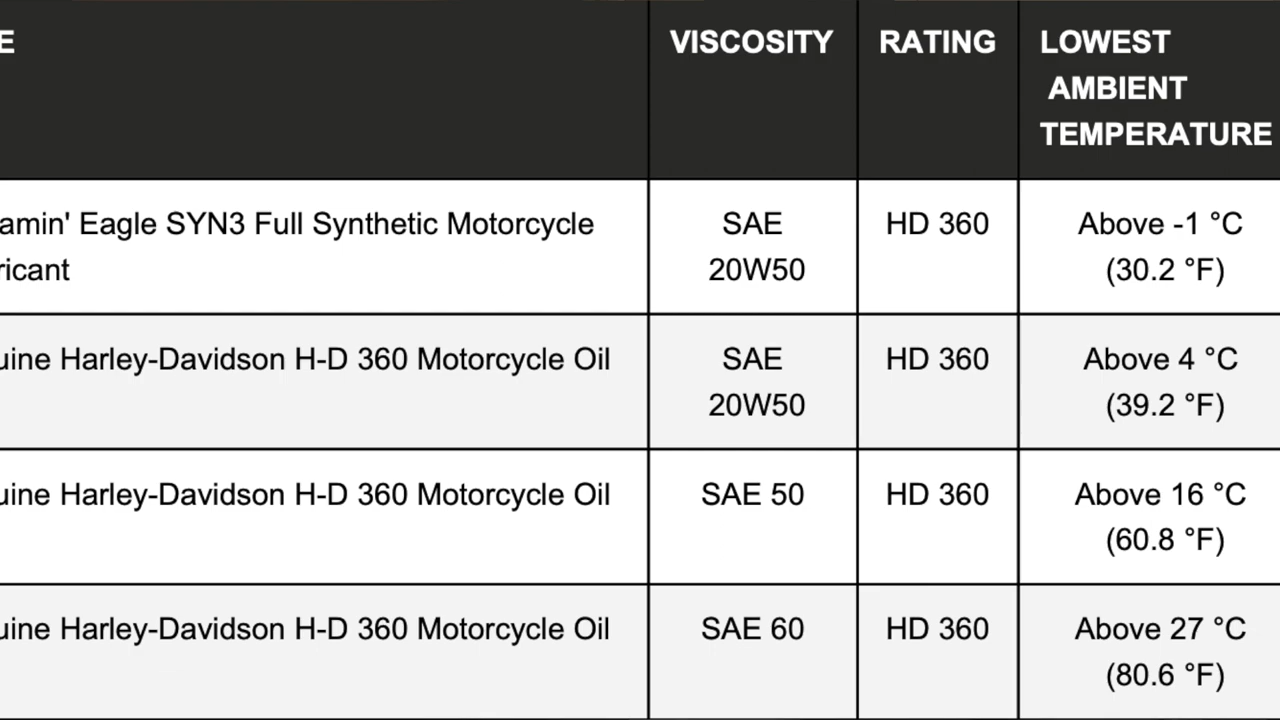 E VISCOSITY RATING LOWEST
AMBIENT
TEMPERATURE
amin' Eagle SYN3 Full Synthetic Motorcycle SAE HD 360 Above -1 °C
ricant 20W50 (30.2 °F)
uine Harley-Davidson H-D 360 Motorcycle Oil SAE HD 360 Above 4 °C
20W50 (39.2 °F)
uine Harley-Davidson H-D 360 Motorcycle Oil SAE 50 HD 360 Above 16 °C
(60.8 °F)
uine Harley-Davidson H-D 360 Motorcycle Oil SAE 60 HD 360 Above 27 °C
(80.6 °F)